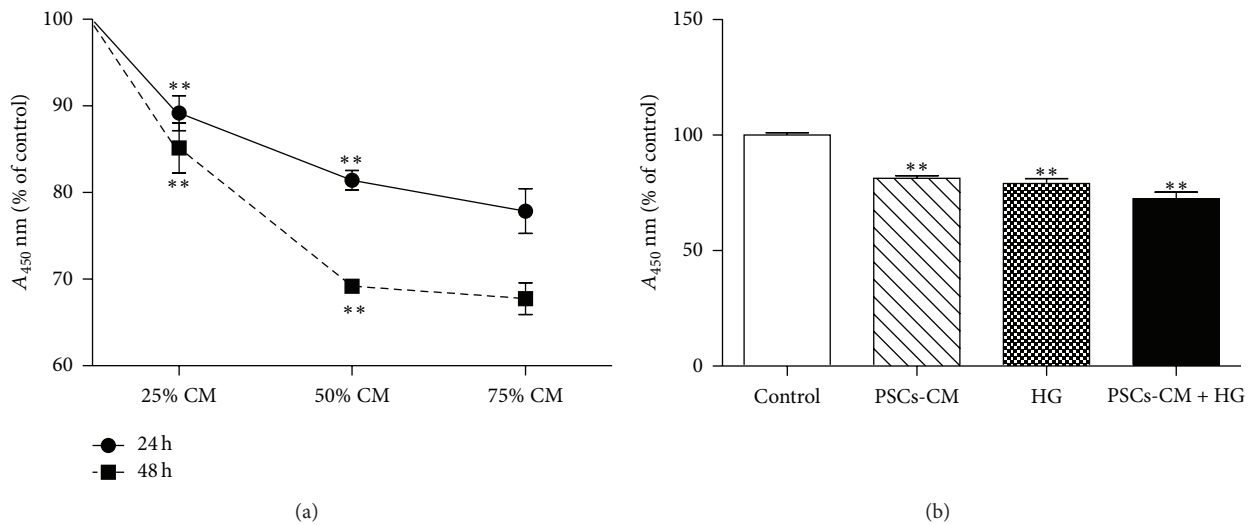 100
90
80
70
60
A450 nm (% of control)
**
**
**
**
25% CM
50% CM
75% CM
24 h
48 h
(a)
150
100
50
0
A450 nm (% of control)
**
**
**
Control
PSCs-CM
HG
PSCs-CM + HG
(b)